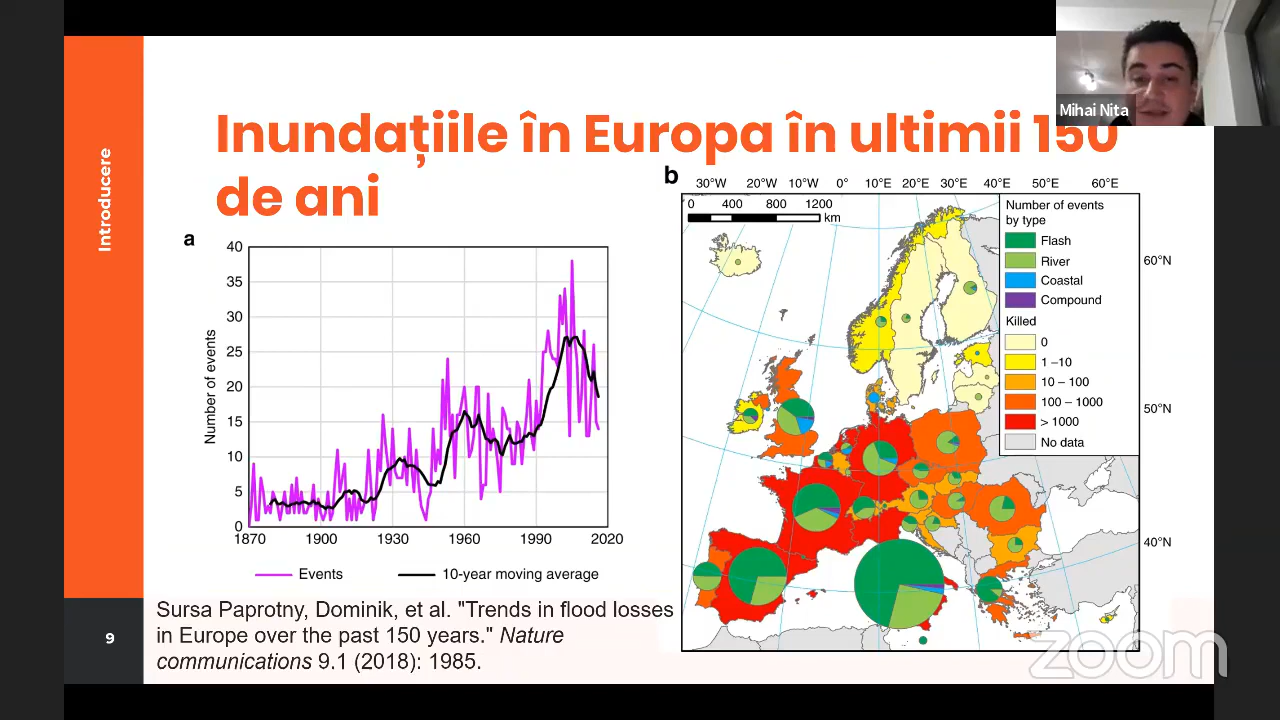 Mihai Nita
Introducere
Inundațiile în Europa în ultimii 150
de ani
a
40
35
30
25
20
15
10
5
0
Number of events
1870
1900
1930
1960
1990
2020
Events
10-year moving average
b
30°W
20°W
10°W
0°
10°E
20°E
30°E
40°E
50°E
60°E
0 400 800 1200
km
Number of events
by type
Flash
River
Coastal
Compound
Killed
0
1 –10
10 – 100
100 – 1000
> 1000
No data
60°N
50°N
40°N
Sursa Paprotny, Dominik, et al. "Trends in flood losses
in Europe over the past 150 years." Nature
communications 9.1 (2018): 1985.
9
zoom